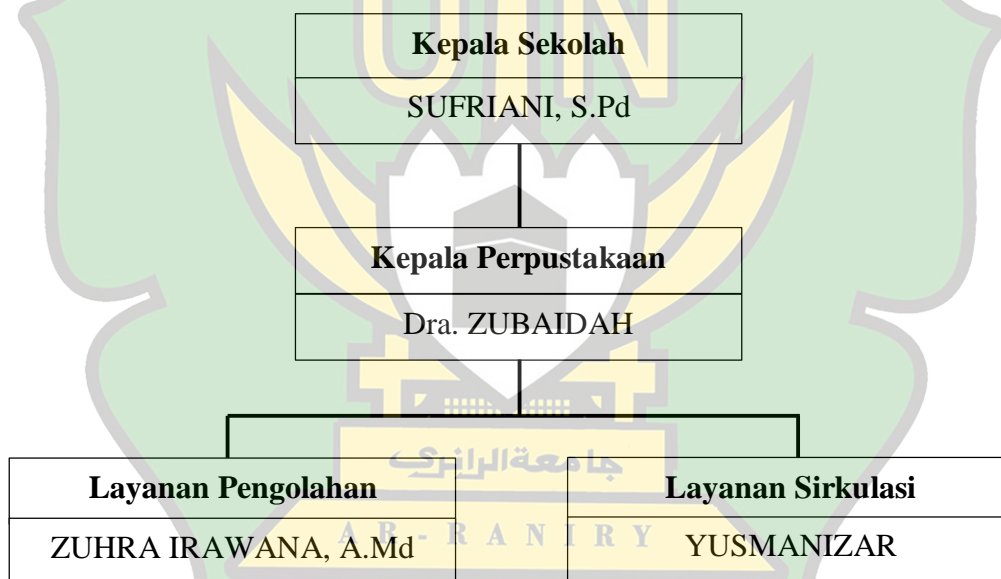 UIN
Kepala Sekolah
SUFRIANI, S.Pd
Kepala Perpustakaan
Dra. ZUBAIDAH
جامعة الرانري
Layanan Pengolahan
Layanan Sirkulasi
AR-RANIRY
ZUHRA IRAWANA, A.Md
YUSMANIZAR